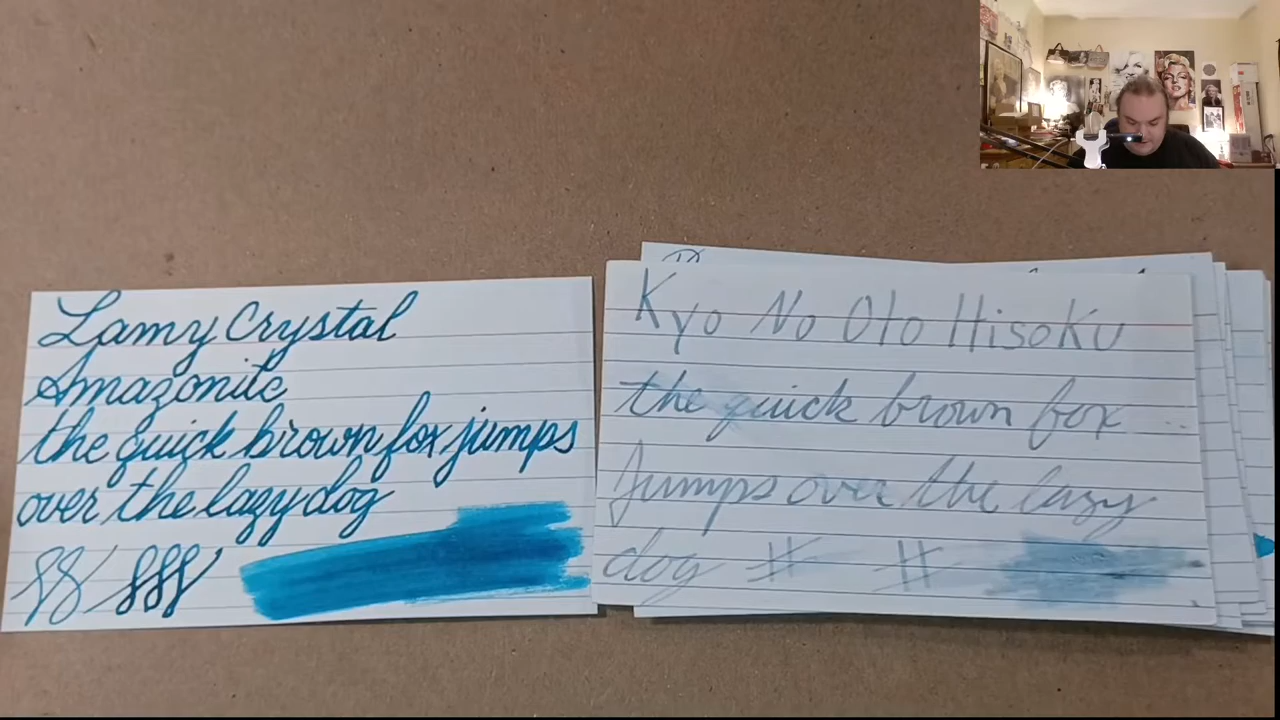 Lamy Crystal
Amazonite
the quick brown fox jumps
over the lazy dog
Kyo No Oto Hisoku
the quick brown fox
Jumps over the lazy
dog # #